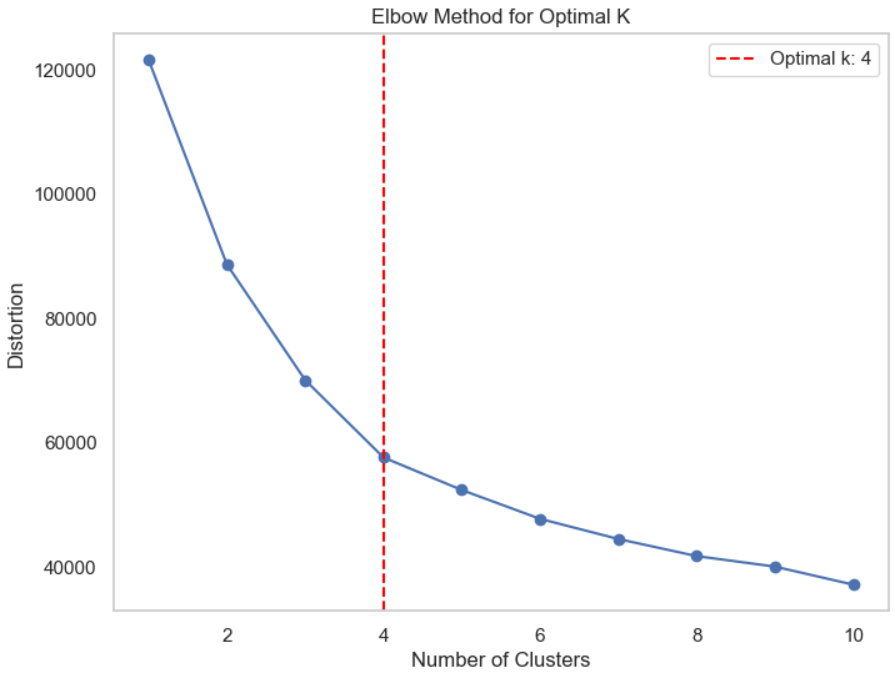 Elbow Method for Optimal K
Optimal k: 4
120000
100000
80000
60000
40000
Distortion
2 4 6 8 10
Number of Clusters